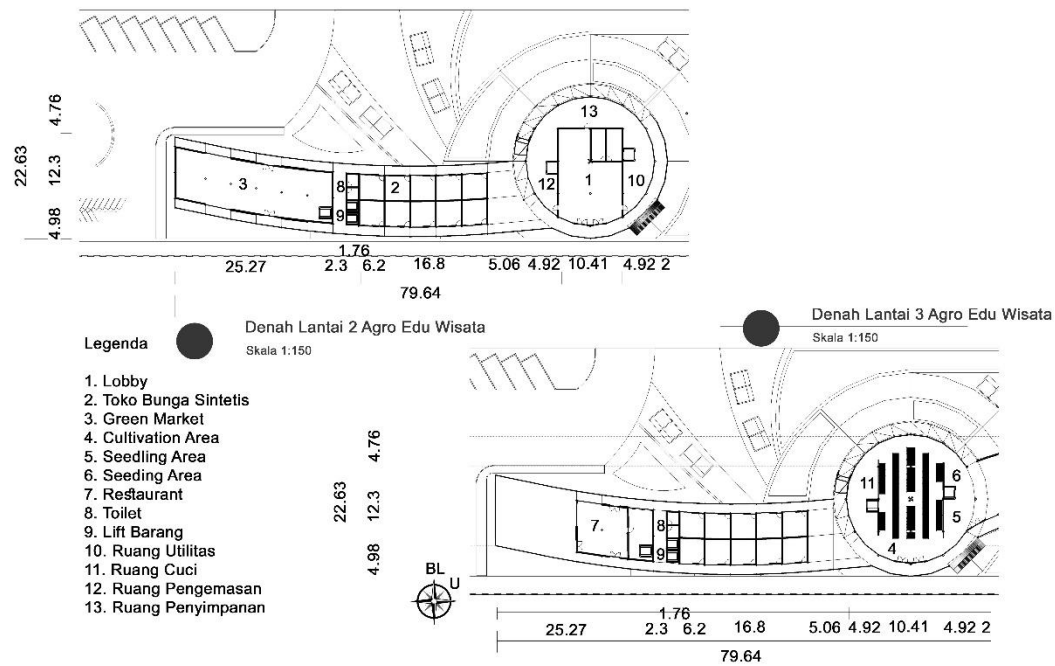 4.76
22.63
12.3
4.98
13
3
8
2
12
1
10
9
1.76
25.27 2.3 6.2 16.8 5.06 4.92 10.41 4.92 2
79.64
Denah Lantai 2 Agro Edu Wisata
Skala 1:150
Denah Lantai 3 Agro Edu Wisata
Skala 1:150
Legenda
1. Lobby
2. Toko Bunga Sintetis
3. Green Market
4. Cultivation Area
5. Seedling Area
6. Seeding Area
7. Restaurant
8. Toilet
9. Lift Barang
10. Ruang Utilitas
11. Ruang Cuci
12. Ruang Pengemasan
13. Ruang Penyimpanan
4.76
22.63
12.3
4.98
11
6
7.
8
5
9
4
BL
U
1.76
25.27 2.3 6.2 16.8 5.06 4.92 10.41 4.92 2
79.64